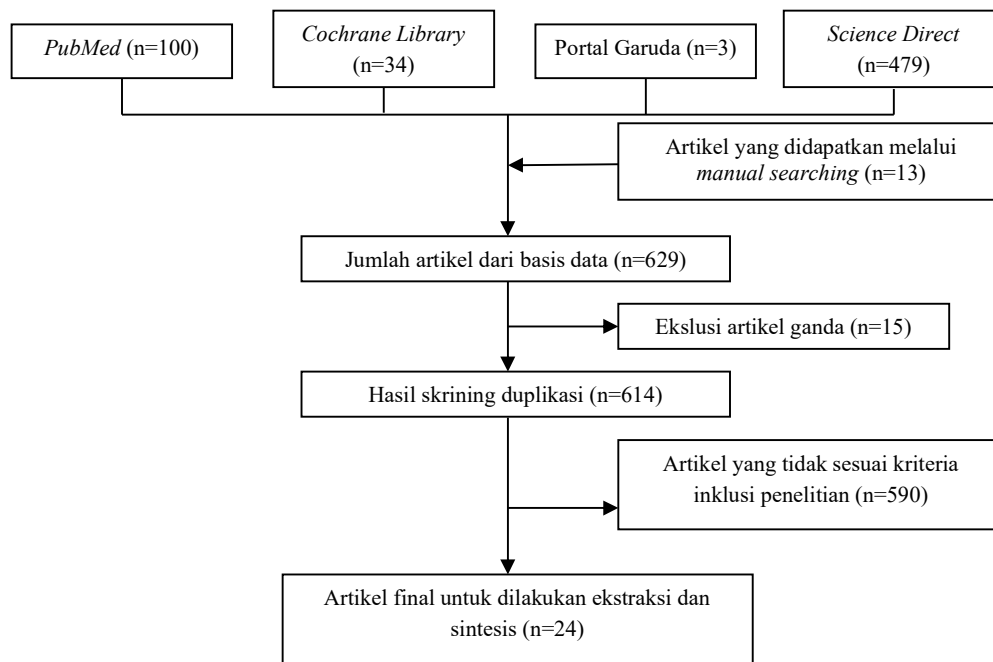 PubMed (n=100)
Cochrane Library
(n=34)
Portal Garuda (n=3)
Science Direct
(n=479)
Artikel yang didapatkan melalui
manual searching (n=13)
Jumlah artikel dari basis data (n=629)
Ekslusi artikel ganda (n=15)
Hasil skrining duplikasi (n=614)
Artikel yang tidak sesuai kriteria
inklusi penelitian (n=590)
Artikel final untuk dilakukan ekstraksi dan
sintesis (n=24)